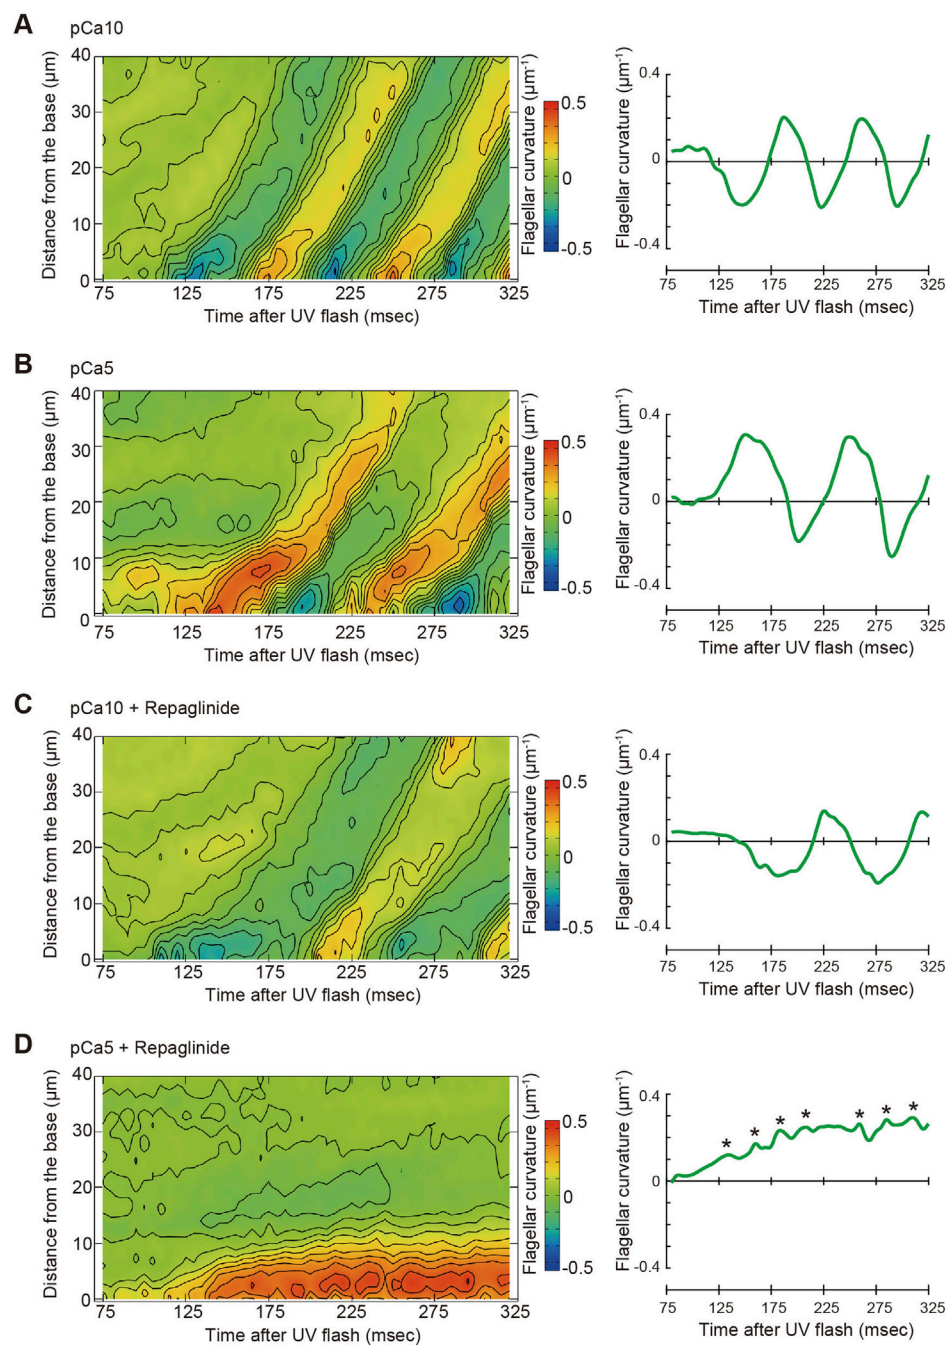 A pCa10
Distance from the base (μm)
40
30
20
10
0
75 125 175 225 275 325
Time after UV flash (msec)
Flagellar curvature (μm-1)
0.5
0
-0.5
Flagellar curvature (μm-1)
0.4
0
-0.4
75 125 175 225 275 325
Time after UV flash (msec)
B pCa5
Distance from the base (μm)
40
30
20
10
0
75 125 175 225 275 325
Time after UV flash (msec)
Flagellar curvature (μm-1)
0.5
0
-0.5
Flagellar curvature (μm-1)
0.4
0
-0.4
75 125 175 225 275 325
Time after UV flash (msec)
C pCa10 + Repaglinide
Distance from the base (μm)
40
30
20
10
0
75 125 175 225 275 325
Time after UV flash (msec)
Flagellar curvature (μm-1)
0.5
0
-0.5
Flagellar curvature (μm-1)
0.4
0
-0.4
75 125 175 225 275 325
Time after UV flash (msec)
D pCa5 + Repaglinide
Distance from the base (μm)
40
30
20
10
0
75 125 175 225 275 325
Time after UV flash (msec)
Flagellar curvature (μm-1)
0.5
0
-0.5
Flagellar curvature (μm-1)
0.4
0
-0.4
* * * * * * *
75 125 175 225 275 325
Time after UV flash (msec)